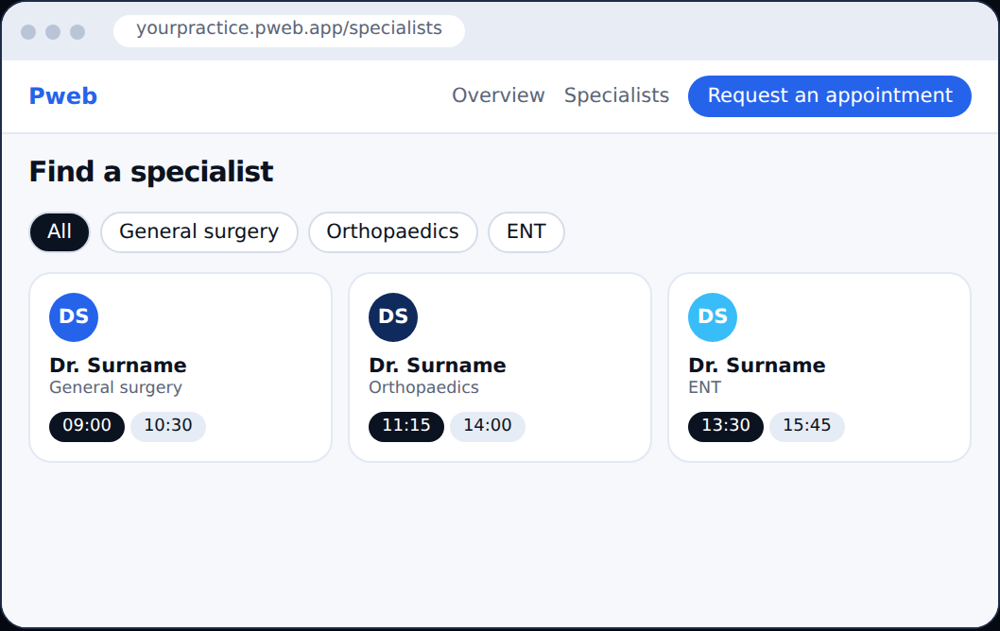 yourpractice.pweb.app/specialists
Pweb
Overview Specialists Request an appointment
Find a specialist
All General surgery Orthopaedics ENT
DS DS DS
Dr. Surname Dr. Surname Dr. Surname
General surgery Orthopaedics ENT
09:00 10:30 11:15 14:00 13:30 15:45